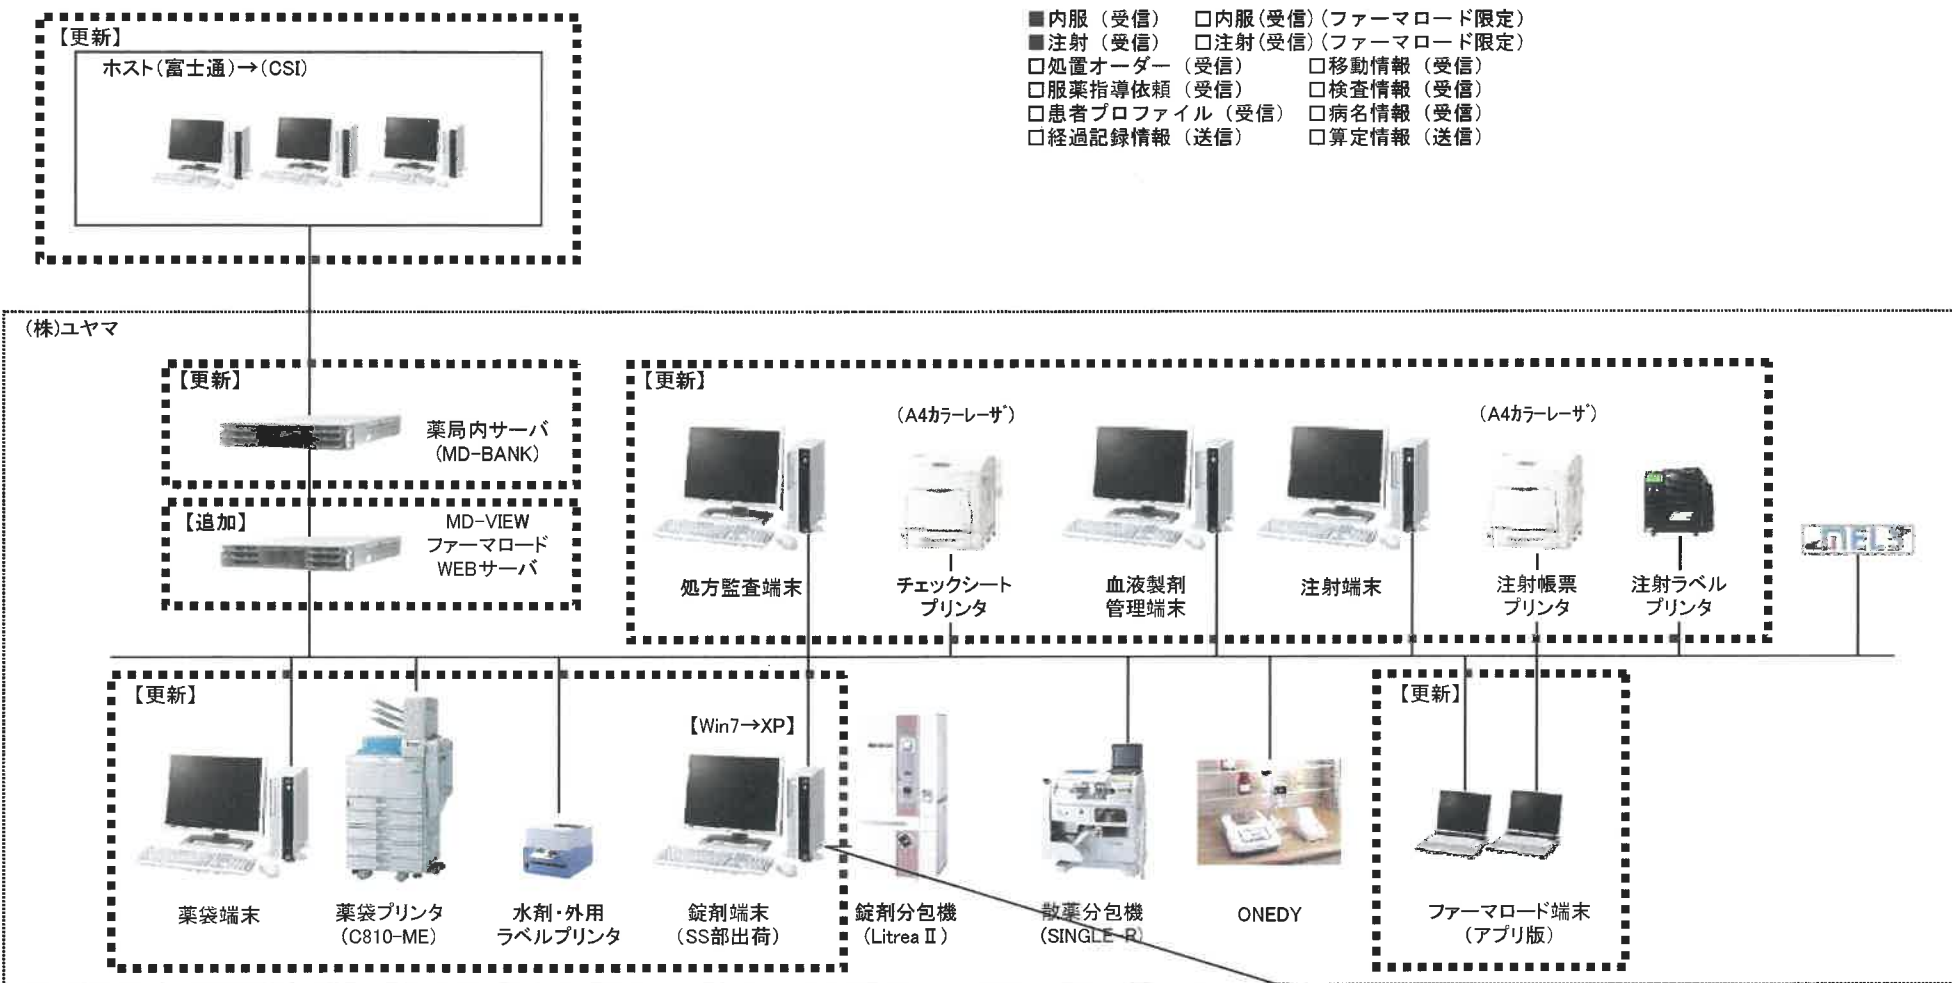 ■内服（受信）　□内服(受信)(ファーマロード限定)
■注射（受信）　□注射(受信)(ファーマロード限定)
□処置オーダー（受信）　□移動情報（受信）
□服薬指導依頼（受信）　□検査情報（受信）
□患者プロファイル（受信）　□病名情報（受信）
□経過記録情報（送信）　□算定情報（送信）
【更新】
ホスト(富士通)→(CSI)
(株)ユヤマ
【更新】
薬局内サーバ
(MD-BANK)
【追加】
MD-VIEW
ファーマロード
WEBサーバ
【更新】
(A4カラーレーザ)
(A4カラーレーザ)
処方監査端末
チェックシート
プリンタ
血液製剤
管理端末
注射端末
注射帳票
プリンタ
注射ラベル
プリンタ
【更新】
【Win7→XP】
薬袋端末
薬袋プリンタ
(C810-ME)
水剤・外用
ラベルプリンタ
錠剤端末
(SS部出荷)
錠剤分包機
(LitreaⅡ)
散薬分包機
(SINGLE-R)
ONEDY
【更新】
ファーマロード端末
(アプリ版)